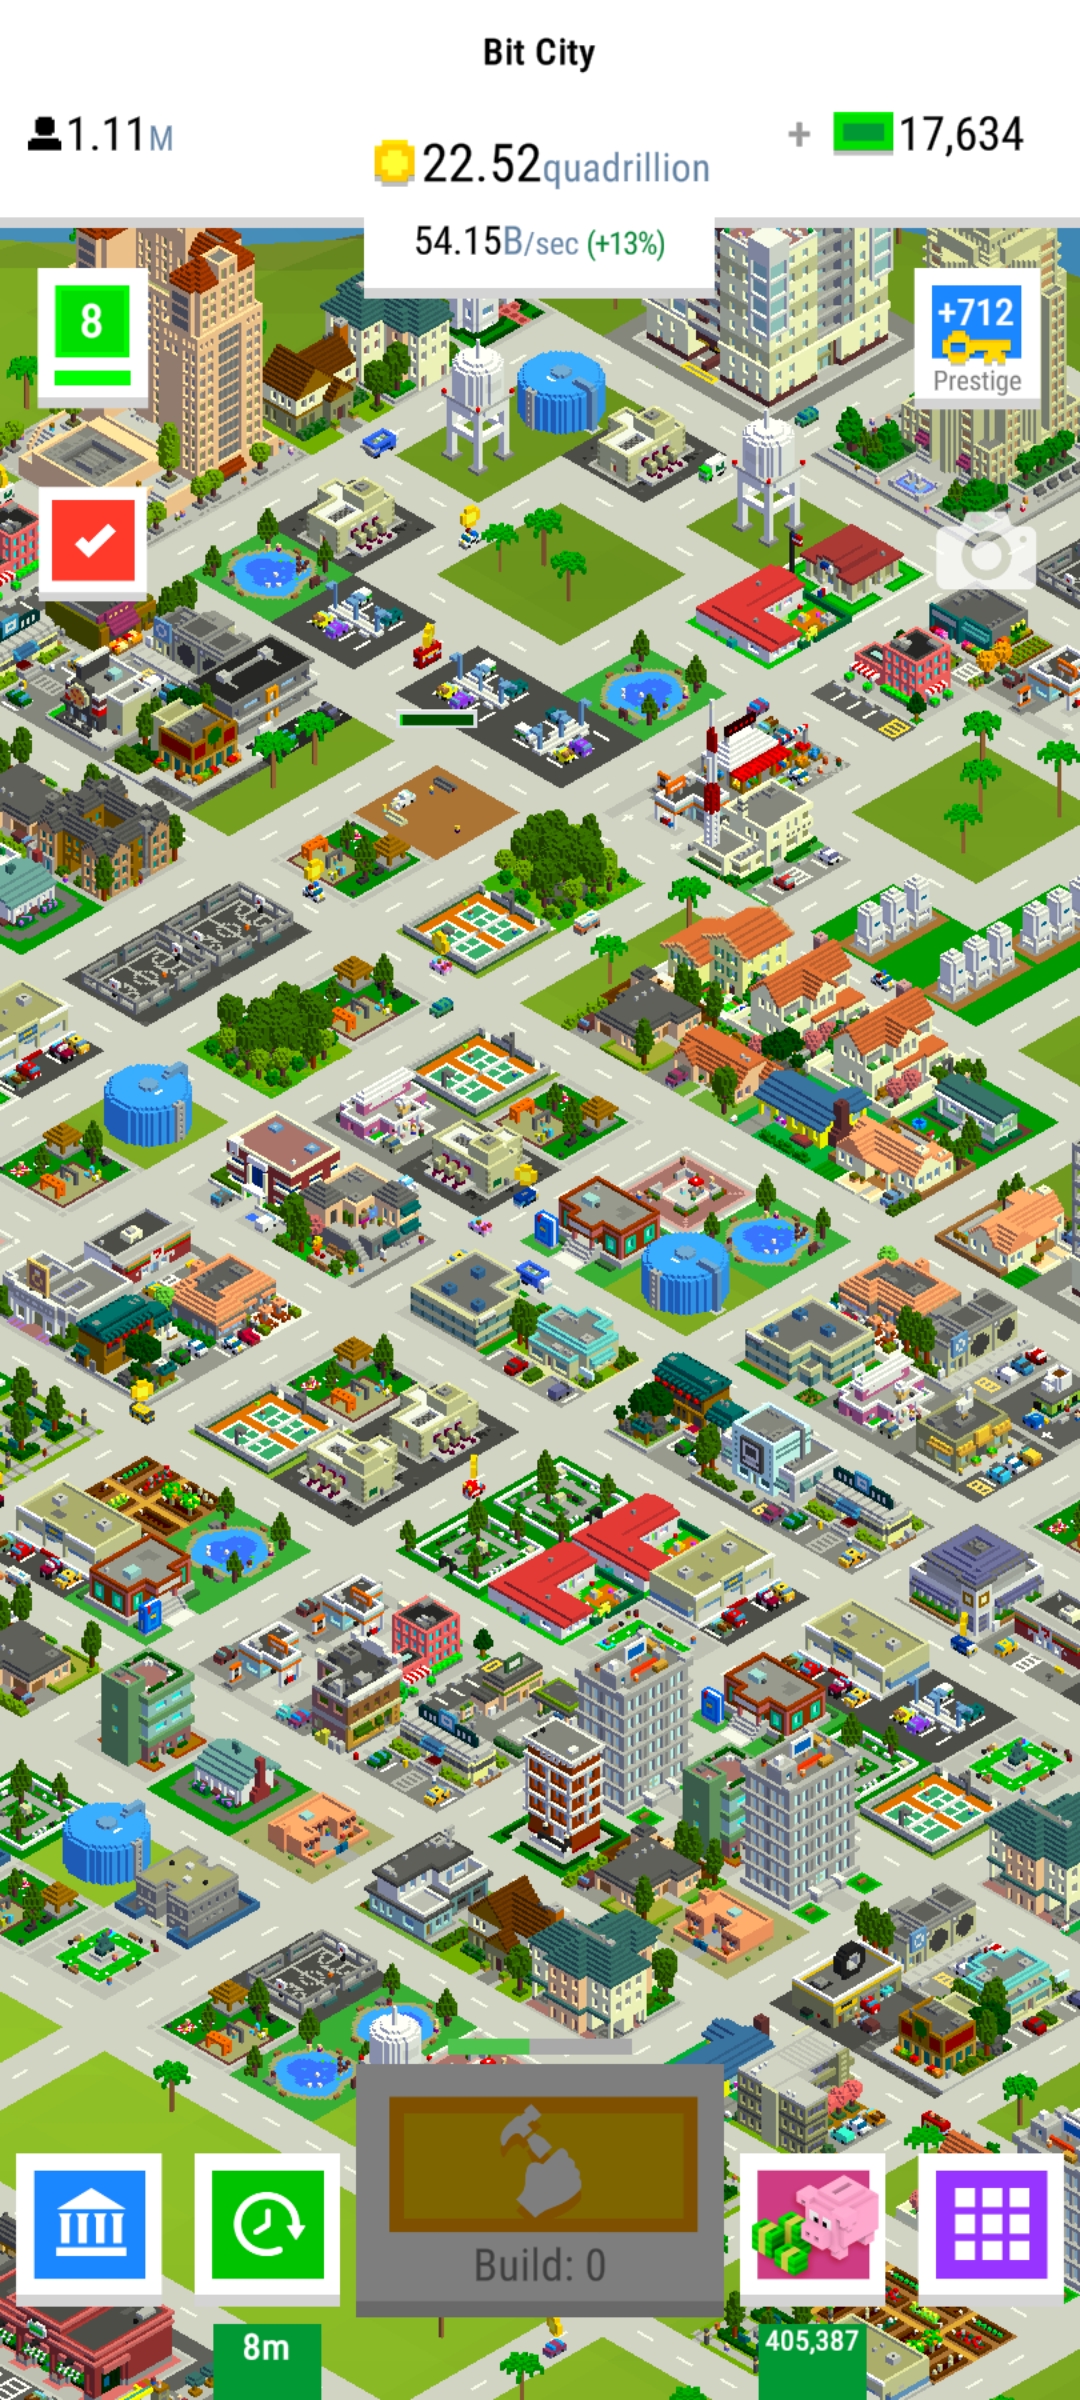 Bit City
1.11M
22.52quadrillion
+ 17,634
54.15B/sec (+13%)
8
+712
Prestige
Build: 0
8m
405,387